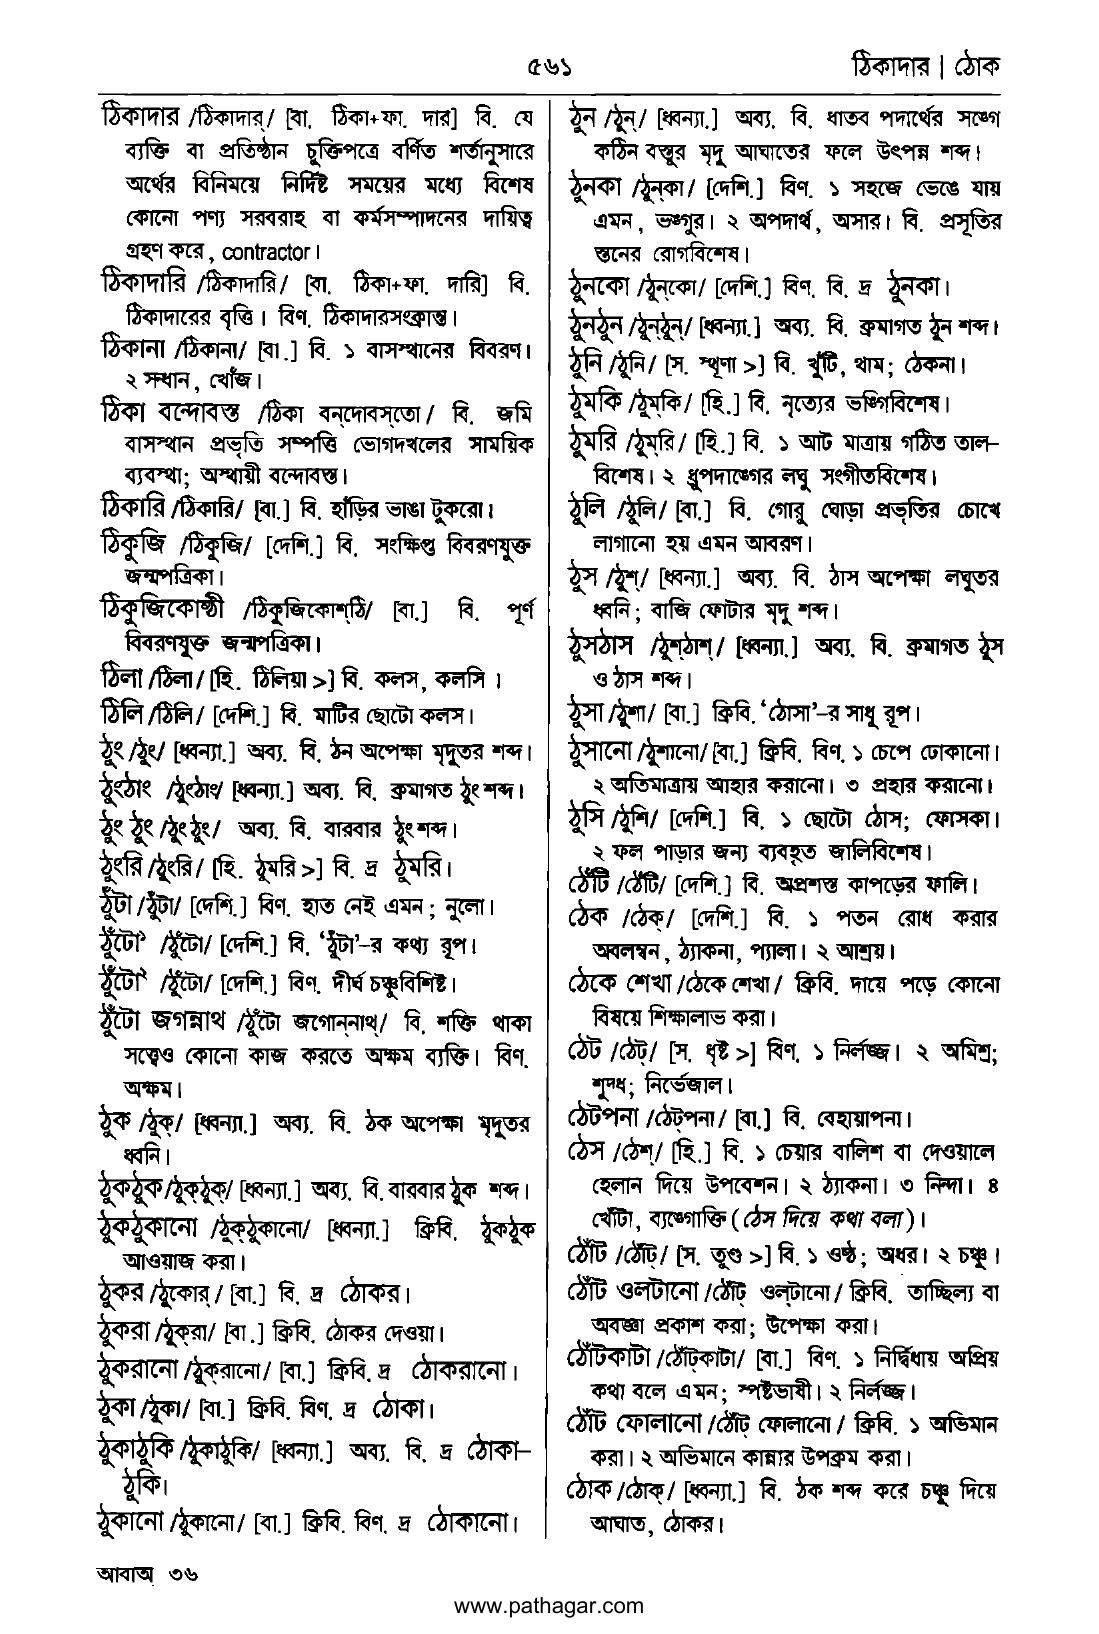 ৫৬১
ঠিকাদার | ঠোক
ঠিকাদার /ঠিকাদার্/ [বা. ঠিকা+ফা. দার] বি. যে
ব্যক্তি বা প্রতিষ্ঠান চুক্তিপত্রে বর্ণিত শর্তানুসারে
অর্থের বিনিময়ে নির্দিষ্ট সময়ের মধ্যে বিশেষ
কোনো পণ্য সরবরাহ বা কর্মসম্পাদনের দায়িত্ব
গ্রহণ করে, contractor।
ঠিকাদারি /ঠিকাদারি/ [বা. ঠিকা+ফা. দারি] বি.
ঠিকাদারের বৃত্তি। বিণ. ঠিকাদারসংক্রান্ত।
ঠিকানা /ঠিকানা/ [বা.] বি. ১ বাসস্থানের বিবরণ।
২ সন্ধান, খোঁজ।
ঠিকা বন্দোবস্ত /ঠিকা বন্‌দোবস্‌তো/ বি. জমি
বাসস্থান প্রভৃতি সম্পত্তি ভোগদখলের সাময়িক
ব্যবস্থা; অস্থায়ী বন্দোবস্ত।
ঠিকারি /ঠিকারি/ [বা.] বি. হাঁড়ির ভাঙা টুকরো।
ঠিকুজি /ঠিকুজি/ [দেশি.] বি. সংক্ষিপ্ত বিবরণযুক্ত
জন্মপত্রিকা।
ঠিকুজিকোষ্ঠী /ঠিকুজিকোশ্‌ঠি/ [বা.] বি. পূর্ণ
বিবরণযুক্ত জন্মপত্রিকা।
ঠিলা /ঠিলা/ [হি. ঠিলিয়া >] বি. কলস, কলসি।
ঠিলি /ঠিলি/ [দেশি.] বি. মাটির ছোটো কলস।
ঠুং /ঠুং/ [ধ্বন্যা.] অব্য. বি. ঠন অপেক্ষা মৃদুতর শব্দ।
ঠুংঠাং /ঠুংঠাং/ [ধ্বন্যা.] অব্য. বি. ক্রমাগত ঠুং শব্দ।
ঠুং ঠুং /ঠুং ঠুং/ অব্য. বি. বারবার ঠুং শব্দ।
ঠুংরি /ঠুংরি/ [হি. ঠুমরি >] বি. দ্র ঠুমরি।
ঠুঁটা /ঠুঁটা/ [দেশি.] বিণ. হাত নেই এমন; নুলো।
ঠুঁটো১ /ঠুঁটো/ [দেশি.] বি. ‘ঠুঁটা’-র কথ্য রূপ।
ঠুঁটো২ /ঠুঁটো/ [দেশি.] বিণ. দীর্ঘ চঞ্চুবিশিষ্ট।
ঠুঁটো জগন্নাথ /ঠুঁটো জগোন্‌নাথ্/ বি. শক্তি থাকা
সত্ত্বেও কোনো কাজ করতে অক্ষম ব্যক্তি। বিণ.
অক্ষম।
ঠুক /ঠুক্/ [ধ্বন্যা.] অব্য. বি. ঠক অপেক্ষা মৃদুতর
ধ্বনি।
ঠুকঠুক /ঠুক্‌ঠুক্/ [ধ্বন্যা.] অব্য. বি. বারবার ঠুক শব্দ।
ঠুকঠুকানো /ঠুক্‌ঠুকানো/ [ধ্বন্যা.] ক্রিবি. ঠুকঠুক
আওয়াজ করা।
ঠুকর /ঠুকোর্/ [বা.] বি. দ্র ঠোকর।
ঠুকরা /ঠুক্‌রা/ [বা.] ক্রিবি. ঠোকর দেওয়া।
ঠুকরানো /ঠুক্‌রানো/ [বা.] ক্রিবি. দ্র ঠোকরানো।
ঠুকা /ঠুকা/ [বা.] ক্রিবি. বিণ. দ্র ঠোকা।
ঠুকাঠুকি /ঠুকাঠুকি/ [ধ্বন্যা.] অব্য. বি. দ্র ঠোকা-
ঠুকি।
ঠুকানো /ঠুকানো/ [বা.] ক্রিবি. বিণ. দ্র ঠোকানো।
ঠুন /ঠুন্/ [ধ্বন্যা.] অব্য. বি. ধাতব পদার্থের সঙ্গে
কঠিন বস্তুর মৃদু আঘাতের ফলে উৎপন্ন শব্দ।
ঠুনকা /ঠুন্‌কা/ [দেশি.] বিণ. ১ সহজে ভেঙে যায়
এমন, ভঙ্গুর। ২ অপদার্থ, অসার। বি. প্রসূতির
স্তনের রোগবিশেষ।
ঠুনকো /ঠুন্‌কো/ [দেশি.] বিণ. বি. দ্র ঠুনকা।
ঠুনঠুন /ঠুন্‌ঠুন্/ [ধ্বন্যা.] অব্য. বি. ক্রমাগত ঠুন শব্দ।
ঠুনি /ঠুনি/ [স. স্থূণা >] বি. খুঁটি, থাম; ঠেকনা।
ঠুমকি /ঠুম্‌কি/ [হি.] বি. নৃত্যের ভঙ্গিবিশেষ।
ঠুমরি /ঠুম্‌রি/ [হি.] বি. ১ আট মাত্রায় গঠিত তাল-
বিশেষ। ২ ধ্রুপদাঙ্গের লঘু সংগীতবিশেষ।
ঠুলি /ঠুলি/ [বা.] বি. গোরু ঘোড়া প্রভৃতির চোখে
লাগানো হয় এমন আবরণ।
ঠুস /ঠুশ্/ [ধ্বন্যা.] অব্য. বি. ঠাস অপেক্ষা লঘুতর
ধ্বনি; বাজি ফোটার মৃদু শব্দ।
ঠুসঠাস /ঠুশ্‌ঠাশ্/ [ধ্বন্যা.] অব্য. বি. ক্রমাগত ঠুস
ও ঠাস শব্দ।
ঠুসা /ঠুশা/ [বা.] ক্রিবি. ‘ঠোসা’-র সাধু রূপ।
ঠুসানো /ঠুশানো/ [বা.] ক্রিবি. বিণ. ১ চেপে ঢোকানো।
২ অতিমাত্রায় আহার করানো। ৩ প্রহার করানো।
ঠুসি /ঠুশি/ [দেশি.] বি. ১ ছোটো ঠোস; ফোসকা।
২ ফল পাড়ার জন্য ব্যবহৃত জালিবিশেষ।
ঠেঁটি /ঠেঁটি/ [দেশি.] বি. অপ্রশস্ত কাপড়ের ফালি।
ঠেক /ঠেক্/ [দেশি.] বি. ১ পতন রোধ করার
অবলম্বন, ঠ্যাকনা, প্যালা। ২ আশ্রয়।
ঠেকে শেখা /ঠেকে শেখা/ ক্রিবি. দায়ে পড়ে কোনো
বিষয়ে শিক্ষালাভ করা।
ঠেট /ঠেট্/ [স. ধৃষ্ট >] বিণ. ১ নির্লজ্জ। ২ অমিশ্র;
শুদ্ধ; নির্ভেজাল।
ঠেটপনা /ঠেট্‌পনা/ [বা.] বি. বেহায়াপনা।
ঠেস /ঠেশ্/ [হি.] বি. ১ চেয়ার বালিশ বা দেওয়ালে
হেলান দিয়ে উপবেশন। ২ ঠ্যাকনা। ৩ নিন্দা। ৪
খোঁটা, ব্যঙ্গোক্তি (ঠেস দিয়ে কথা বলা)।
ঠোঁট /ঠোঁট্/ [স. তুণ্ড >] বি. ১ ওষ্ঠ; অধর। ২ চঞ্চু।
ঠোঁট ওলটানো /ঠোঁট্ ওল্‌টানো/ ক্রিবি. তাচ্ছিল্য বা
অবজ্ঞা প্রকাশ করা; উপেক্ষা করা।
ঠোঁটকাটা /ঠোঁট্‌কাটা/ [বা.] বিণ. ১ নির্দ্বিধায় অপ্রিয়
কথা বলে এমন; স্পষ্টভাষী। ২ নির্লজ্জ।
ঠোঁট ফোলানো /ঠোঁট্ ফোলানো/ ক্রিবি. ১ অভিমান
করা। ২ অভিমানে কান্নার উপক্রম করা।
ঠোক /ঠোক্/ [ধ্বন্যা.] বি. ঠক শব্দ করে চঞ্চু দিয়ে
আঘাত, ঠোকর।
আবাঅ ৩৬
www.pathagar.com